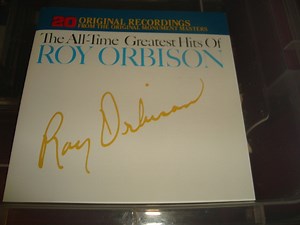 20 ORIGINAL RECORDINGS
FROM THE ORIGINAL MONUMENT MASTERS
The All-Time Greatest Hits Of
ROY ORBISON
Roy Orbison